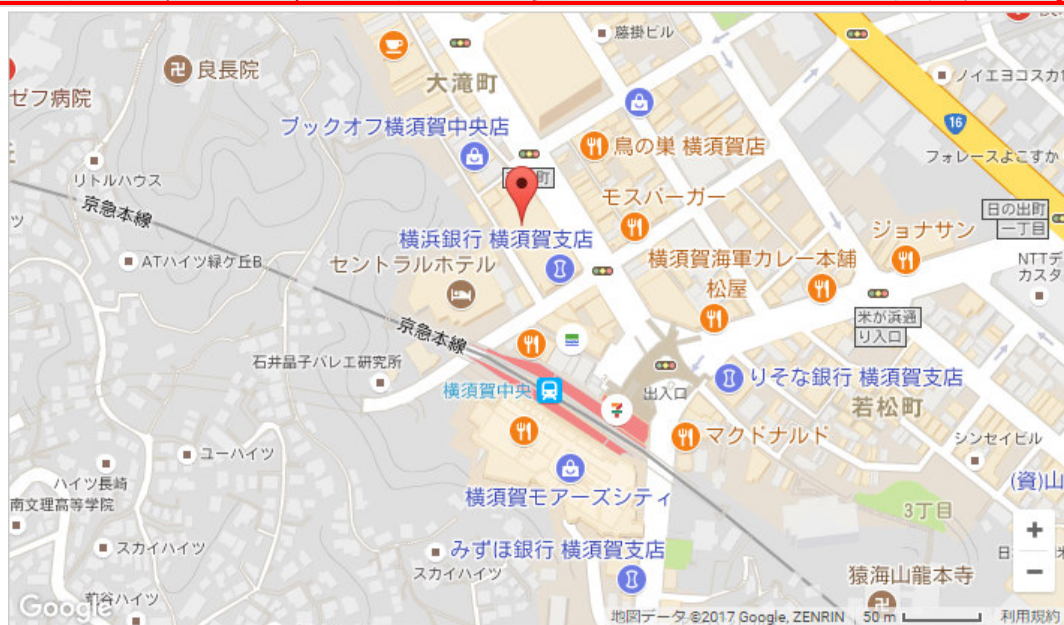 藤掛ビル
良長院
大滝町
ノイエヨコスカ
ゼフ病院
16
ブックオフ横須賀中央店
鳥の巣 横須賀店
フォレースよこすか
リトルハウス
町
モスバーガー
京急本線
日の出町
一丁目
ジョナサン
横浜銀行 横須賀支店
ATハイツ緑ケ丘B
セントラルホテル
横須賀海軍カレー本舗
NTTデ
カスタ
松屋
米が浜通
り入口
京急本線
石井晶子バレエ研究所
横須賀中央
出入口
りそな銀行 横須賀支店
若松町
7
マクドナルド
シンセイビル
ユーハイツ
ハイツ長崎
横須賀モアーズシティ
(資)山
南文理高等学院
3丁目
+
スカイハイツ
みずほ銀行 横須賀支店
スカイハイツ
−
猿海山龍本寺
Google
地図データ ©2017 Google, ZENRIN
50 m
利用規約